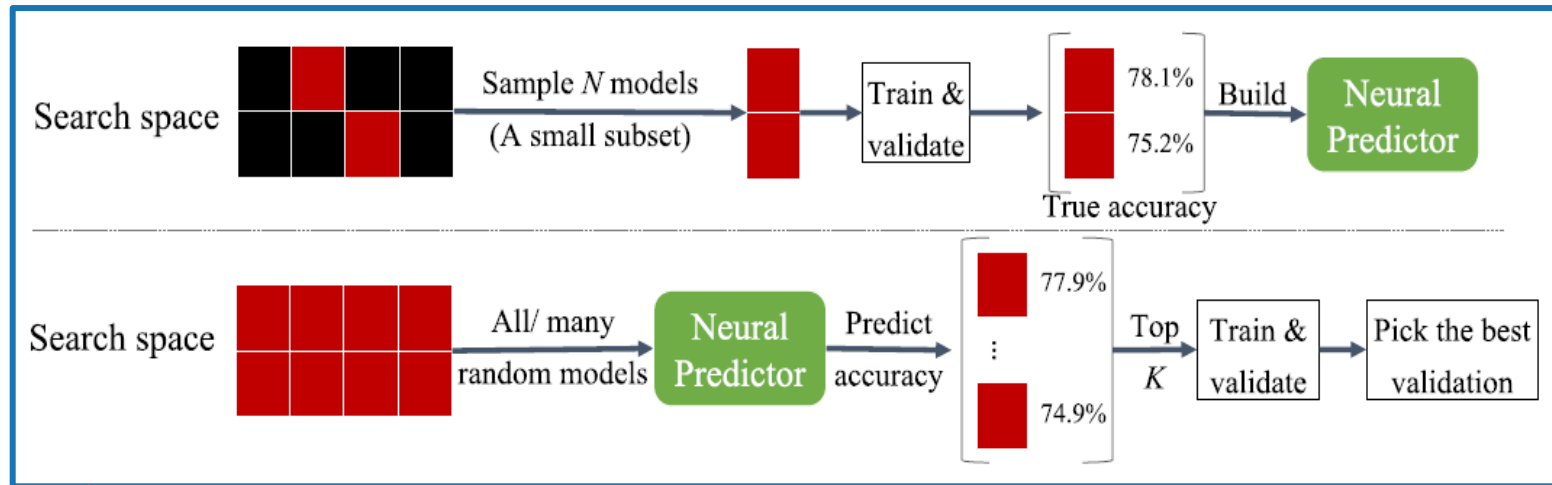 Search space
Sample N models
(A small subset)
Train &
validate
78.1%
75.2%
True accuracy
Build
Neural
Predictor
Search space
All/ many
random models
Neural
Predictor
Predict
accuracy
77.9%
...
74.9%
Top
K
Train &
validate
Pick the best
validation